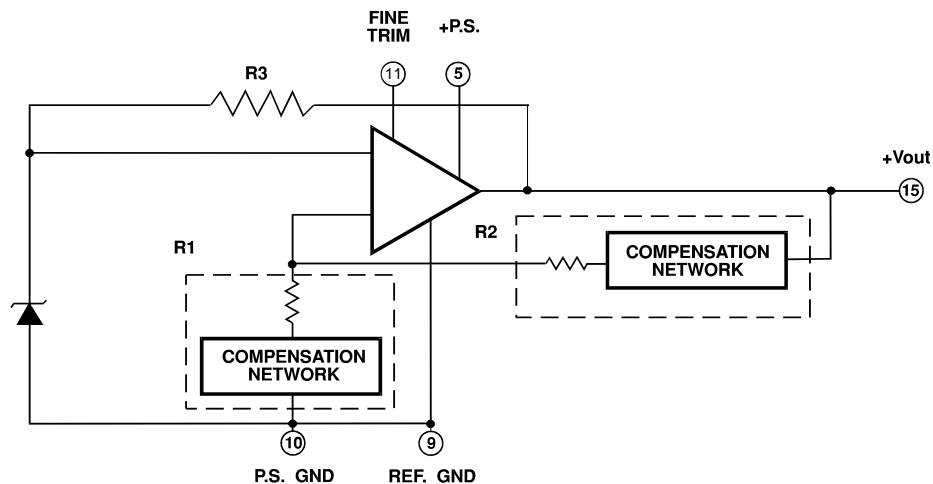 FINE
TRIM
+P.S.
11
5
R3
+Vout
15
R2
COMPENSATION
NETWORK
R1
COMPENSATION
NETWORK
10
9
P.S. GND
REF. GND